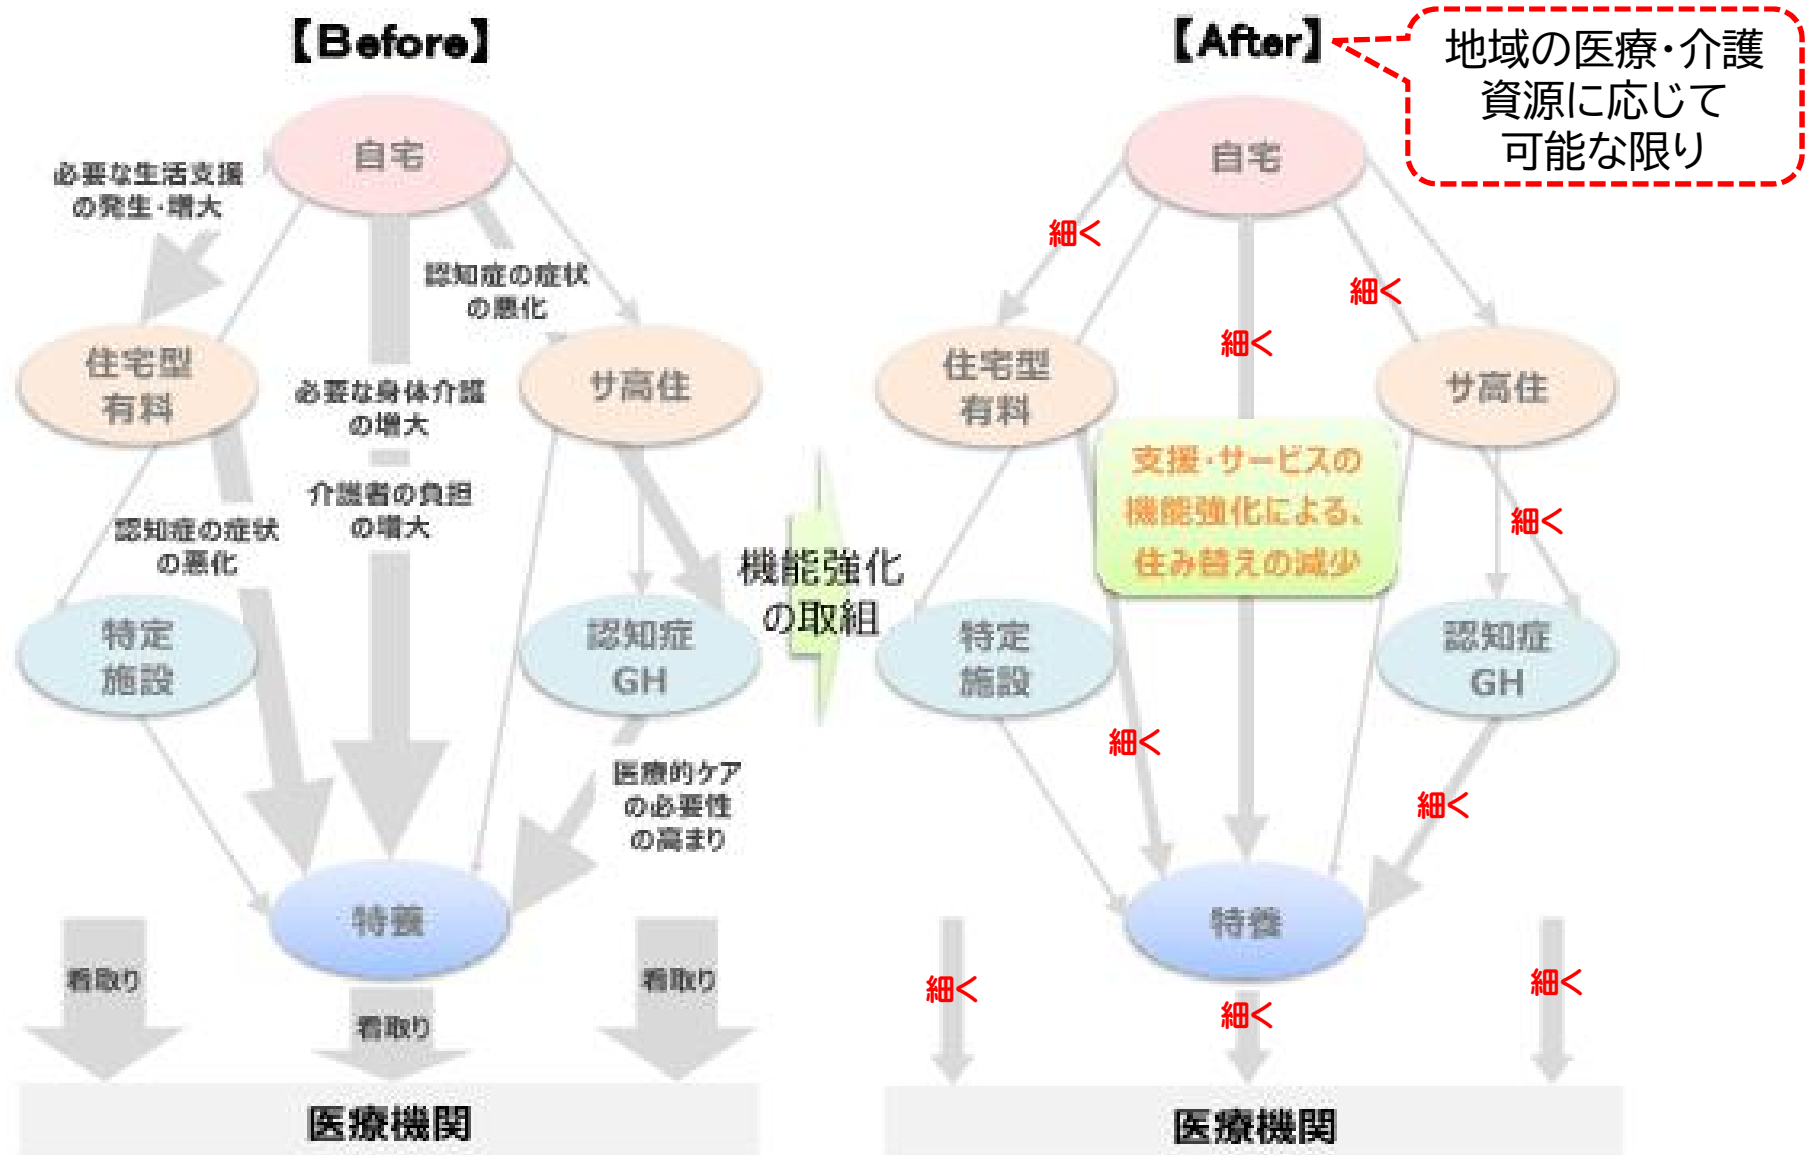 【Before】
自宅
必要な生活支援
の発生・増大
認知症の症状
の悪化
住宅型
有料
サ高住
必要な身体介護
の増大
介護者の負担
の増大
認知症の症状
の悪化
特定
施設
認知症
GH
医療的ケア
の必要性
の高まり
特養
看取り
看取り
看取り
医療機関
機能強化
の取組
【After】
地域の医療・介護
資源に応じて
可能な限り
自宅
細く
細く
細く
住宅型
有料
サ高住
支援・サービスの
機能強化による、
住み替えの減少
細く
特定
施設
認知症
GH
細く
細く
特養
細く
細く
細く
医療機関